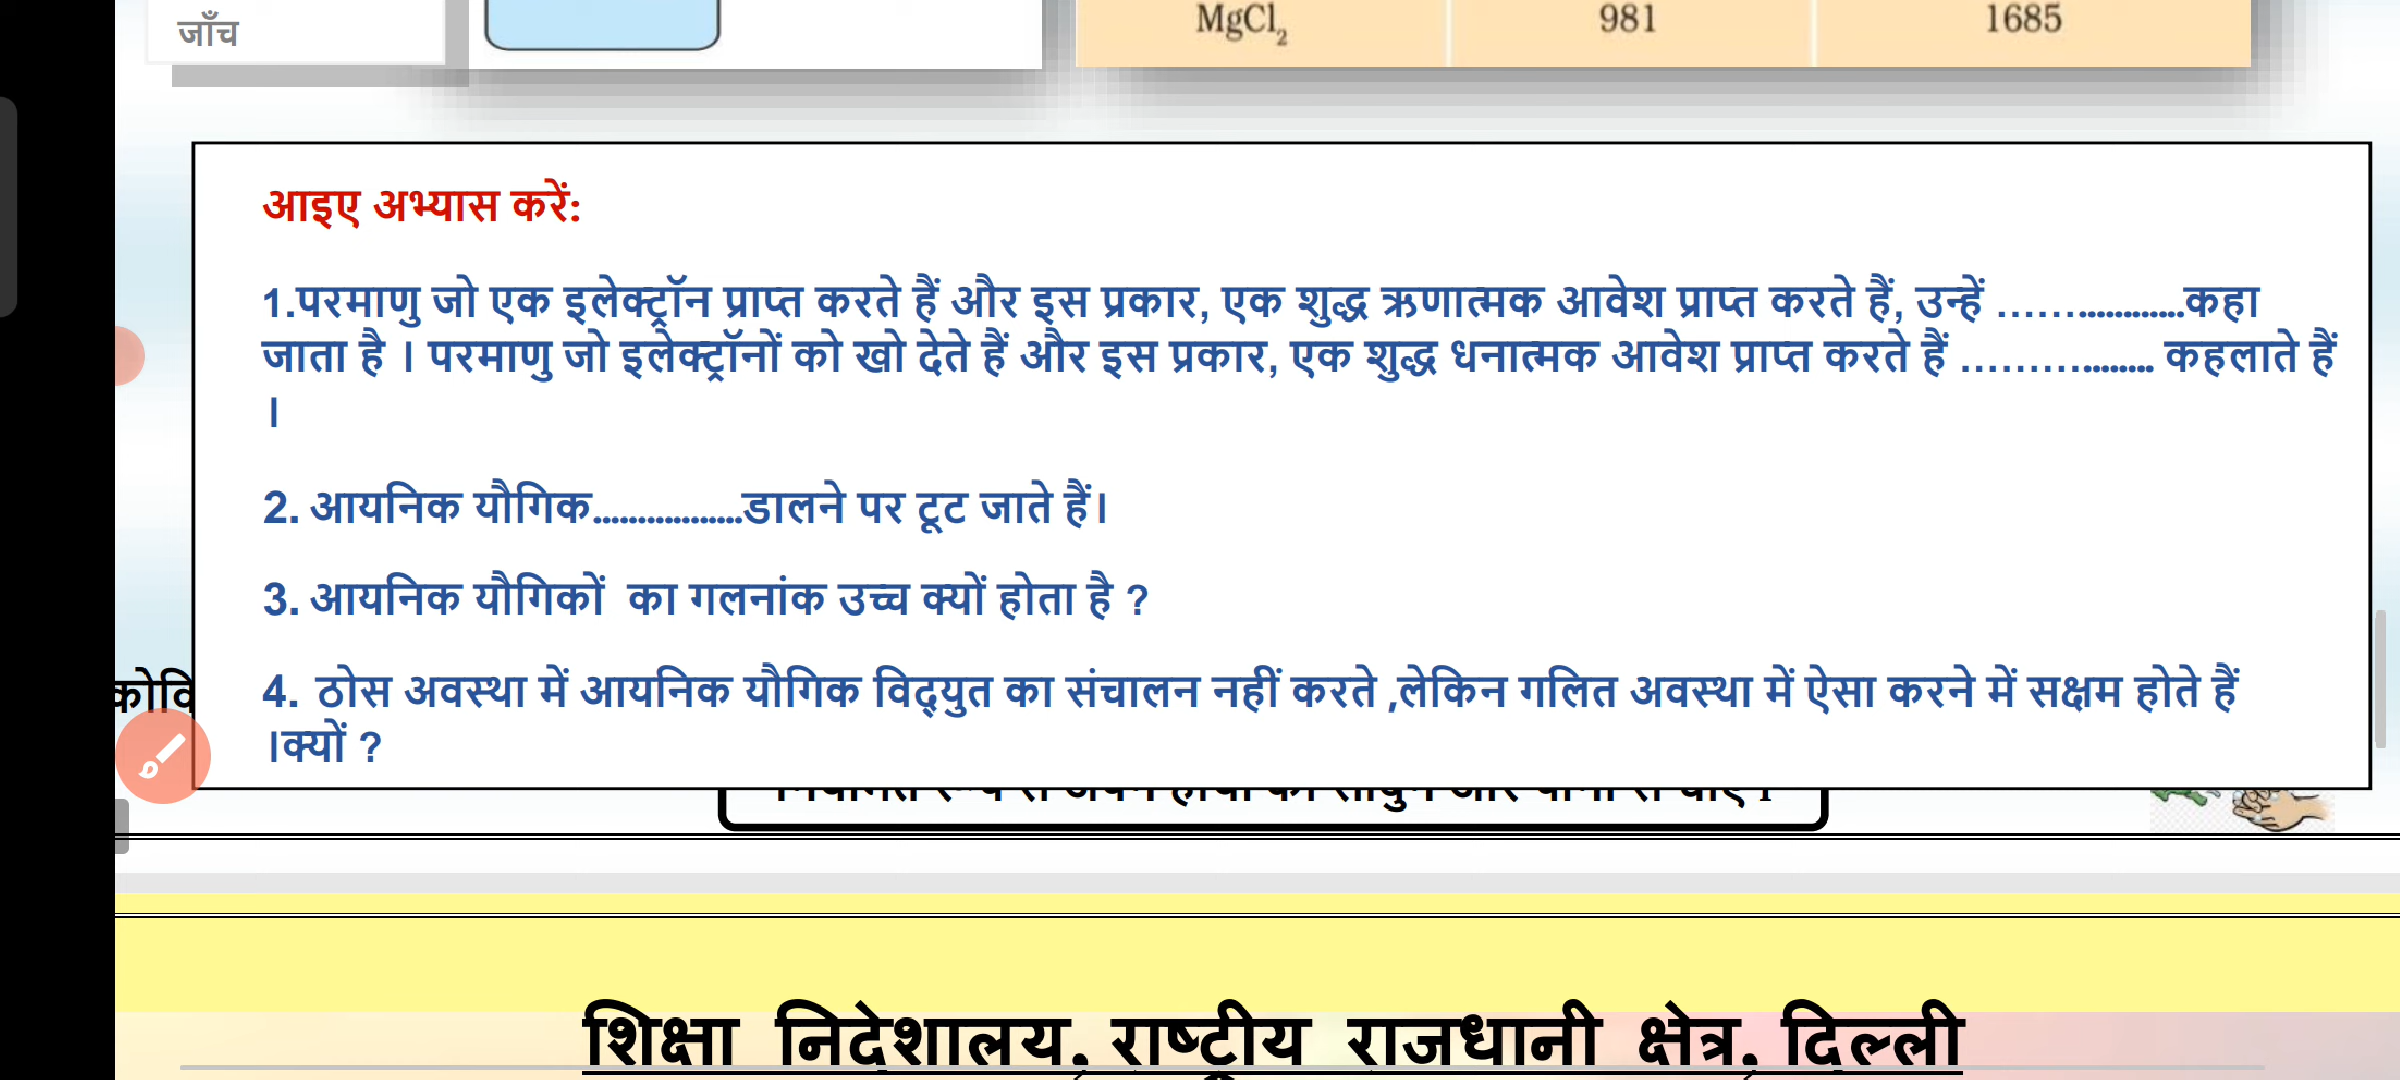 जाँच
MgCl₂ 981 1685
आइए अभ्यास करें:
1.परमाणु जो एक इलेक्ट्रॉन प्राप्त करते हैं और इस प्रकार, एक शुद्ध ऋणात्मक आवेश प्राप्त करते हैं, उन्हें ..................कहा
जाता है । परमाणु जो इलेक्ट्रॉनों को खो देते हैं और इस प्रकार, एक शुद्ध धनात्मक आवेश प्राप्त करते हैं ................. कहलाते हैं
।
2. आयनिक यौगिक.................डालने पर टूट जाते हैं।
3. आयनिक यौगिकों का गलनांक उच्च क्यों होता है ?
4. ठोस अवस्था में आयनिक यौगिक विद्युत का संचालन नहीं करते ,लेकिन गलित अवस्था में ऐसा करने में सक्षम होते हैं
।क्यों ?
शिक्षा निदेशालय, राष्ट्रीय राजधानी क्षेत्र, दिल्ली